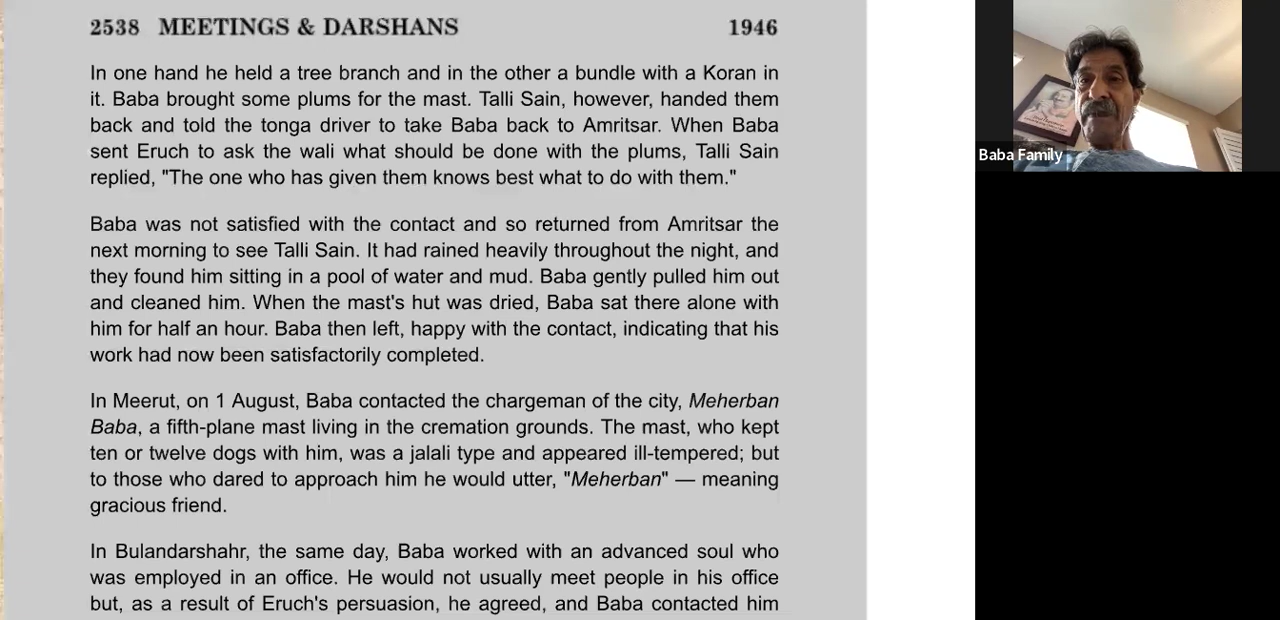 2538 MEETINGS & DARSHANS 1946
In one hand he held a tree branch and in the other a bundle with a Koran in
it. Baba brought some plums for the mast. Talli Sain, however, handed them
back and told the tonga driver to take Baba back to Amritsar. When Baba
sent Eruch to ask the wali what should be done with the plums, Talli Sain
replied, "The one who has given them knows best what to do with them."
Baba was not satisfied with the contact and so returned from Amritsar the
next morning to see Talli Sain. It had rained heavily throughout the night, and
they found him sitting in a pool of water and mud. Baba gently pulled him out
and cleaned him. When the mast's hut was dried, Baba sat there alone with
him for half an hour. Baba then left, happy with the contact, indicating that his
work had now been satisfactorily completed.
In Meerut, on 1 August, Baba contacted the chargeman of the city, Meherban
Baba, a fifth-plane mast living in the cremation grounds. The mast, who kept
ten or twelve dogs with him, was a jalali type and appeared ill-tempered; but
to those who dared to approach him he would utter, "Meherban" — meaning
gracious friend.
In Bulandarshahr, the same day, Baba worked with an advanced soul who
was employed in an office. He would not usually meet people in his office
but, as a result of Eruch's persuasion, he agreed, and Baba contacted him
Baba Family